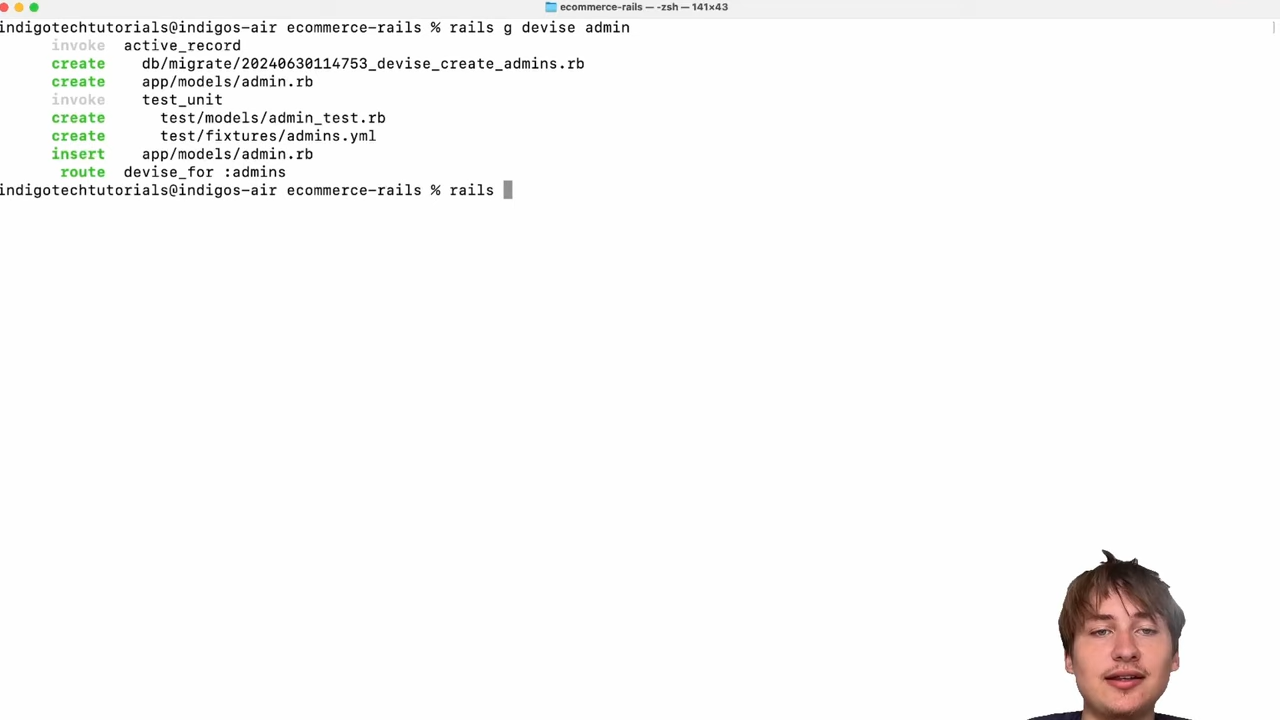 ecommerce-rails — -zsh — 141×43
indigotechtutorials@indigos-air ecommerce-rails % rails g devise admin
invoke active_record
create db/migrate/20240630114753_devise_create_admins.rb
create app/models/admin.rb
invoke test_unit
create test/models/admin_test.rb
create test/fixtures/admins.yml
insert app/models/admin.rb
route devise_for :admins
indigotechtutorials@indigos-air ecommerce-rails % rails